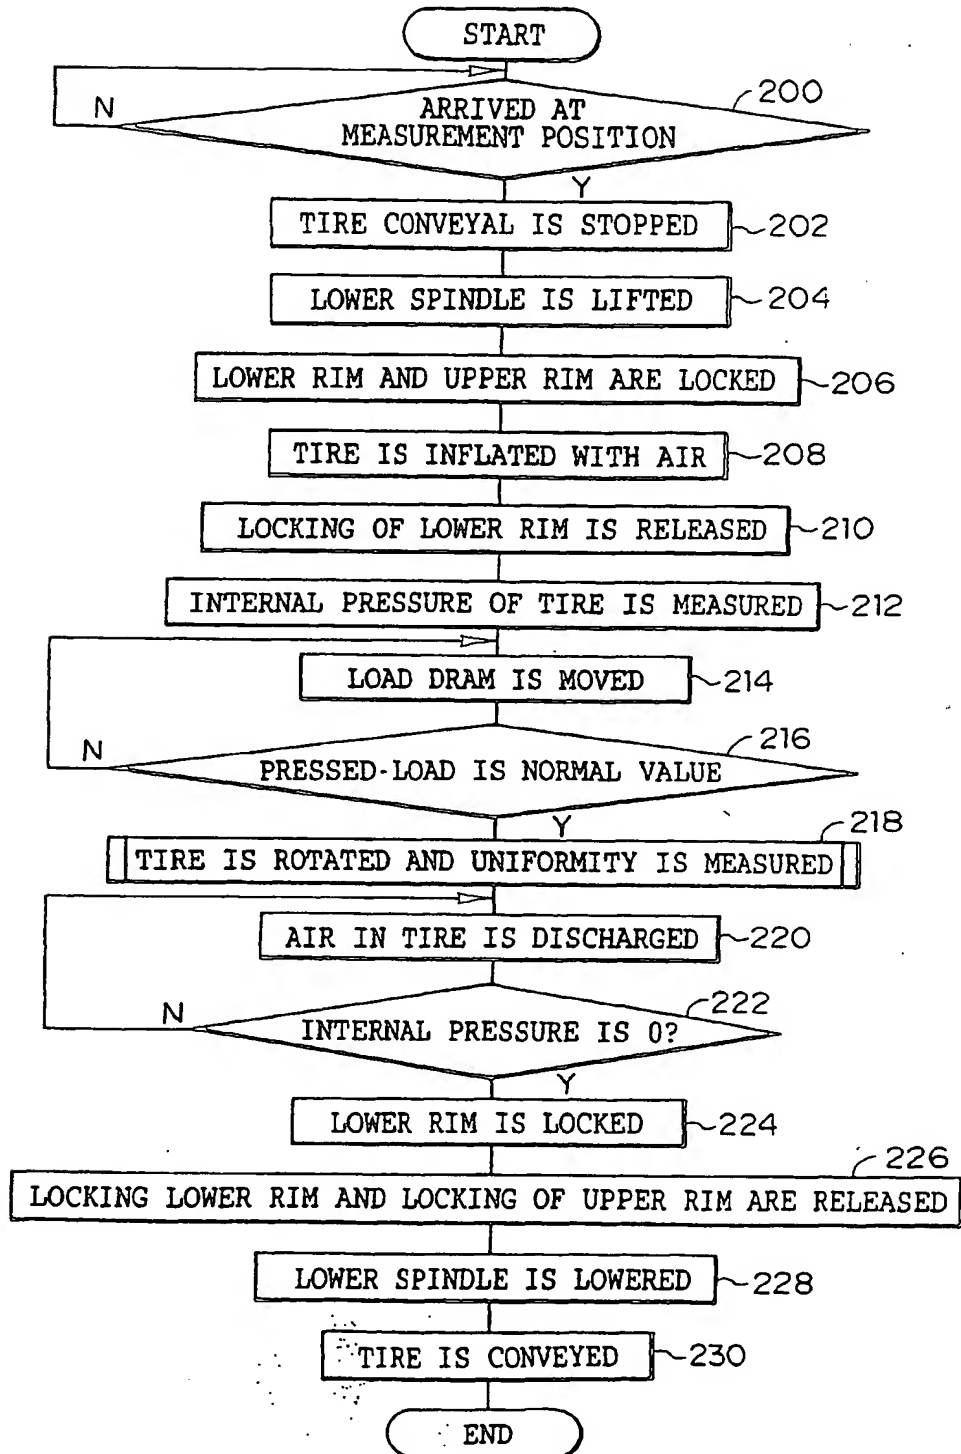 START
N
ARRIVED AT
MEASUREMENT POSITION
200
Y
TIRE CONVEYAL IS STOPPED
202
LOWER SPINDLE IS LIFTED
204
LOWER RIM AND UPPER RIM ARE LOCKED
206
TIRE IS INFLATED WITH AIR
208
LOCKING OF LOWER RIM IS RELEASED
210
INTERNAL PRESSURE OF TIRE IS MEASURED
212
LOAD DRAM IS MOVED
214
N
PRESSED-LOAD IS NORMAL VALUE
216
Y
218
TIRE IS ROTATED AND UNIFORMITY IS MEASURED
AIR IN TIRE IS DISCHARGED
220
N
INTERNAL PRESSURE IS 0?
222
Y
LOWER RIM IS LOCKED
224
226
LOCKING LOWER RIM AND LOCKING OF UPPER RIM ARE RELEASED
LOWER SPINDLE IS LOWERED
228
TIRE IS CONVEYED
230
END